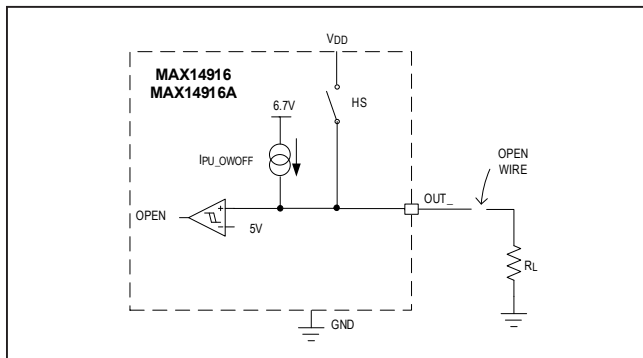 VDD
MAX14916
MAX14916A
HS
6.7V
IPU_OWOFF
OPEN
WIRE
OUT_
OPEN
+
−
5V
RL
GND